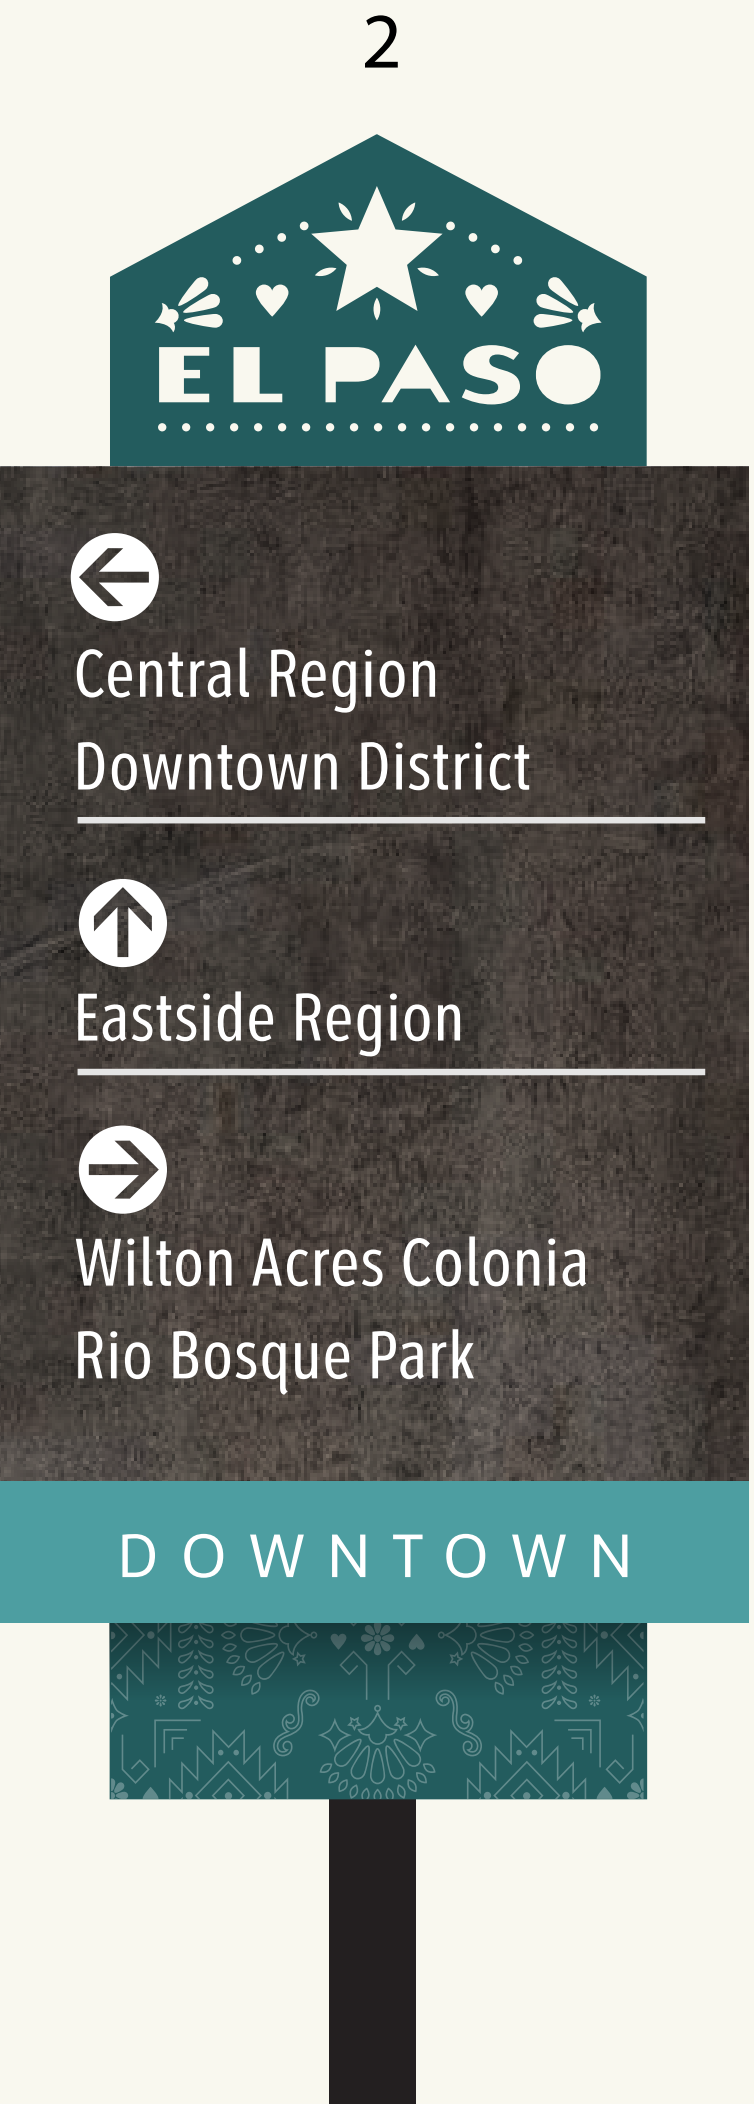 2
EL PASO
Central Region
Downtown District
Eastside Region
Wilton Acres Colonia
Rio Bosque Park
DOWNTOWN